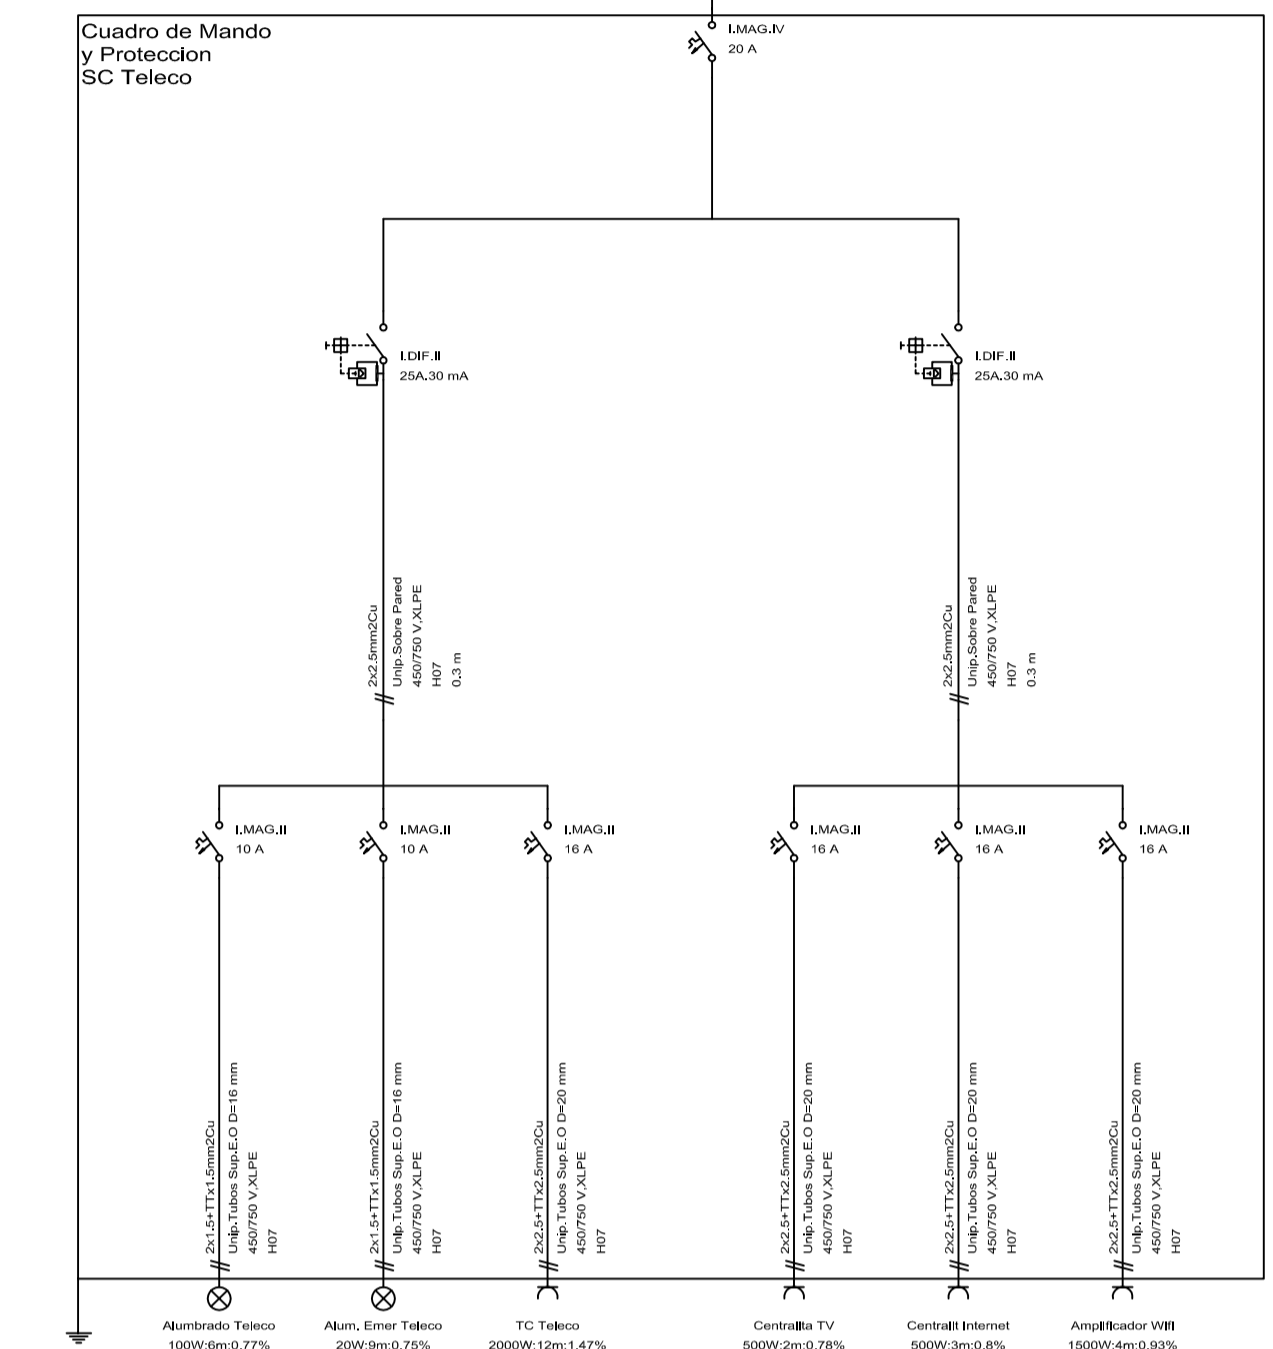 Cuadro de Mando
y Proteccion
SC Teleco
I.MAG.IV
20 A
I.DIF.II
25A.30 mA
I.DIF.II
25A.30 mA
2x2.5mm2Cu
Unip.Sobre Pared
450/750 V,XLPE
H07
0.3 m
2x2.5mm2Cu
Unip.Sobre Pared
450/750 V,XLPE
H07
0.3 m
I.MAG.II
10 A
I.MAG.II
10 A
I.MAG.II
16 A
I.MAG.II
16 A
I.MAG.II
16 A
I.MAG.II
16 A
2x1.5+TTx1.5mm2Cu
Unip.Tubos Sup.E.O D=16 mm
450/750 V,XLPE
H07
2x1.5+TTx1.5mm2Cu
Unip.Tubos Sup.E.O D=16 mm
450/750 V,XLPE
H07
2x2.5+TTx2.5mm2Cu
Unip.Tubos Sup.E.O D=20 mm
450/750 V,XLPE
H07
2x2.5+TTx2.5mm2Cu
Unip.Tubos Sup.E.O D=20 mm
450/750 V,XLPE
H07
2x2.5+TTx2.5mm2Cu
Unip.Tubos Sup.E.O D=20 mm
450/750 V,XLPE
H07
2x2.5+TTx2.5mm2Cu
Unip.Tubos Sup.E.O D=20 mm
450/750 V,XLPE
H07
Alumbrado Teleco
100W:6m:0.77%
Alum. Emer Teleco
20W:9m:0.75%
TC Teleco
2000W:12m:1.47%
Centralita TV
500W:2m:0.78%
Centralit Internet
500W:3m:0.8%
Amplificador Wifi
1500W:4m:0.93%